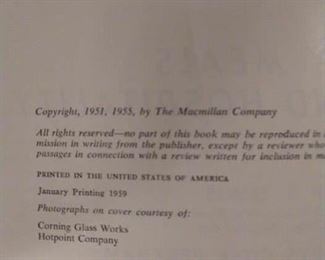 Copyright, 1951, 1955, by The Macmillan Company
All rights reserved—no part of this book may be reproduced in
mission in writing from the publisher, except by a reviewer who
passages in connection with a review written for inclusion in
PRINTED IN THE UNITED STATES OF AMERICA
January Printing 1959
Photographs on cover courtesy of:
Corning Glass Works
Hotpoint Company